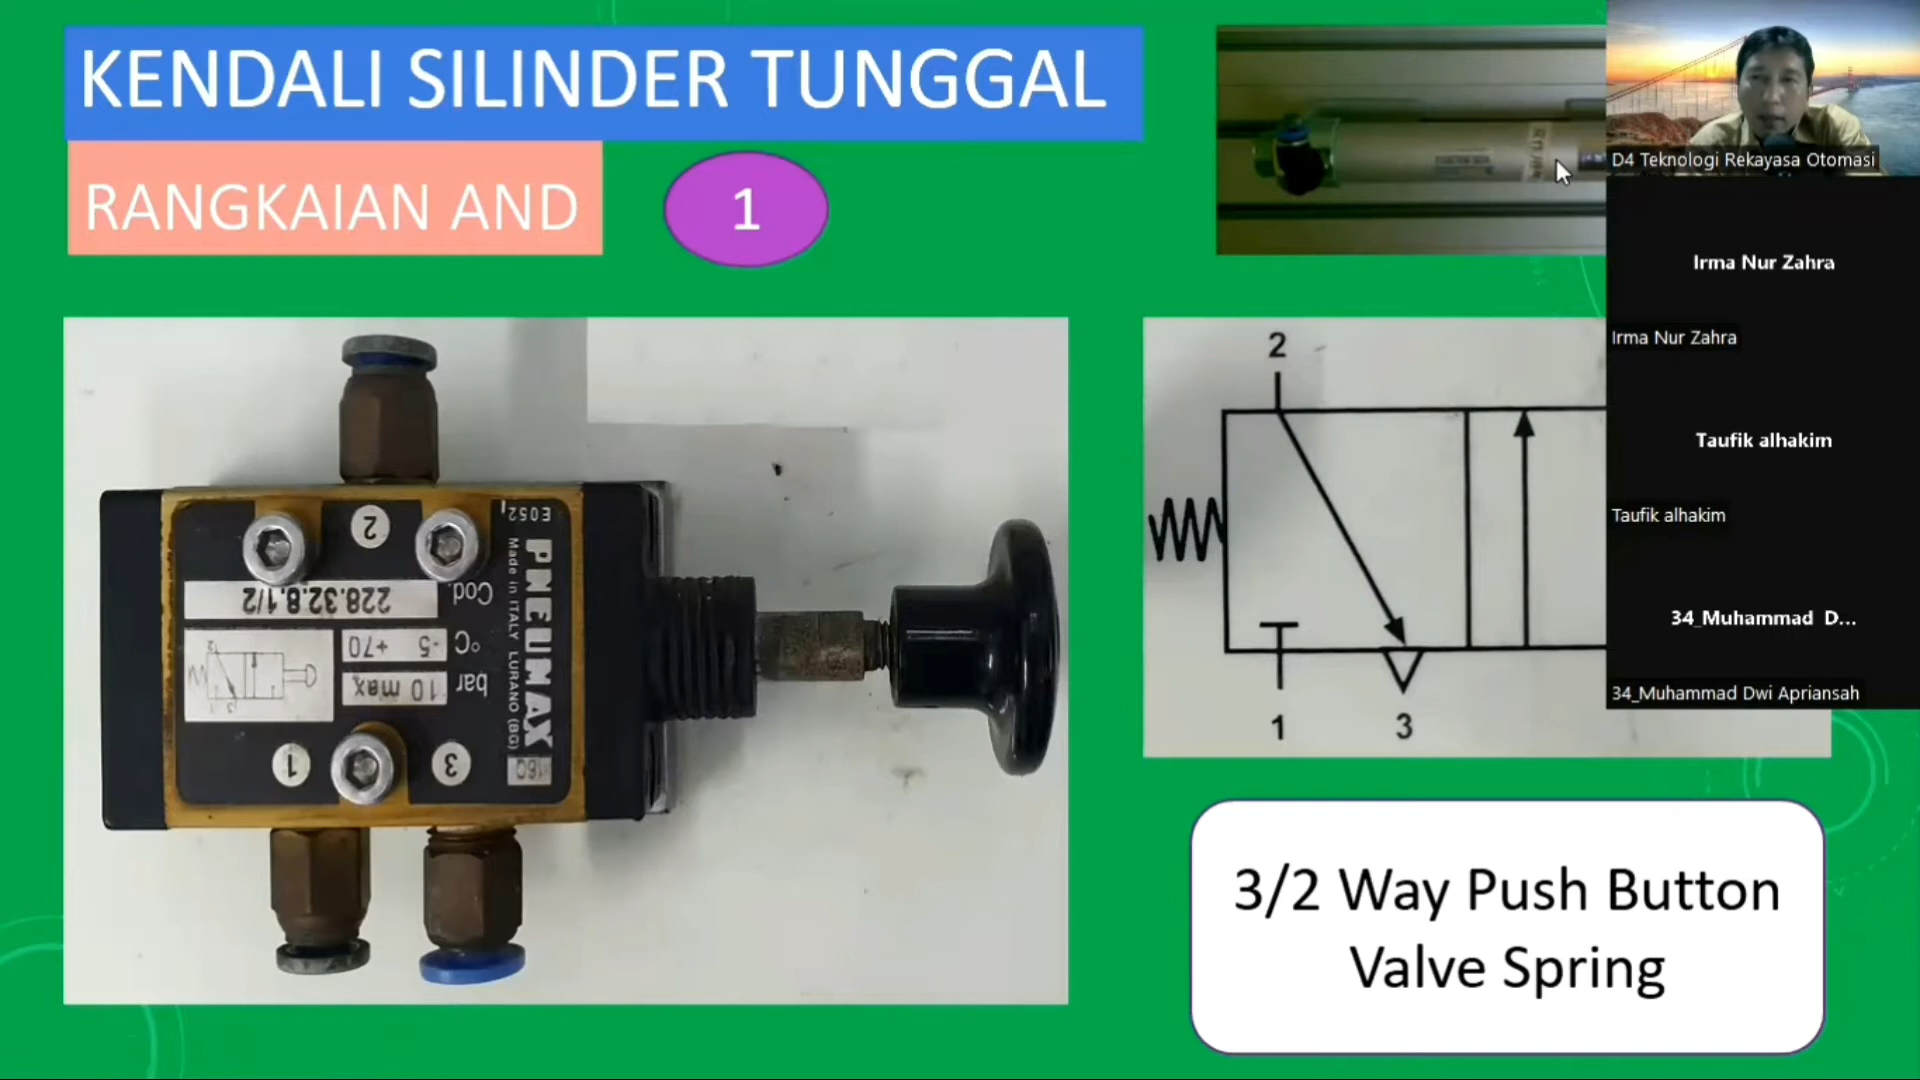 KENDALI SILINDER TUNGGAL
RANGKAIAN AND
1
D4 Teknologi Rekayasa Otomasi
Irma Nur Zahra
Irma Nur Zahra
Taufik alhakim
Taufik alhakim
34_Muhammad D...
34_Muhammad Dwi Apriansah
2
1
3
E052
PNEUMAX
Made in ITALY LURANO (BG)
2
Cod.
228.32.8.1/2
°C
-5 +70
bar
10 max
1
3
3/2 Way Push Button
Valve Spring